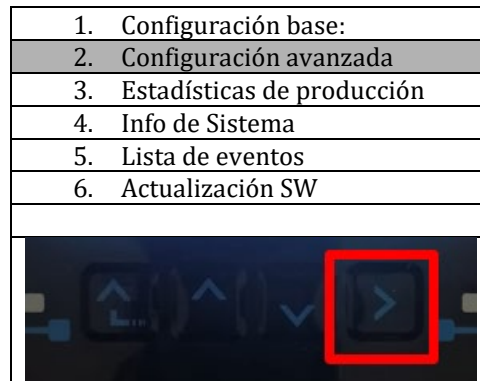 1. Configuración base:
2. Configuración avanzada
3. Estadísticas de producción
4. Info de Sistema
5. Lista de eventos
6. Actualización SW